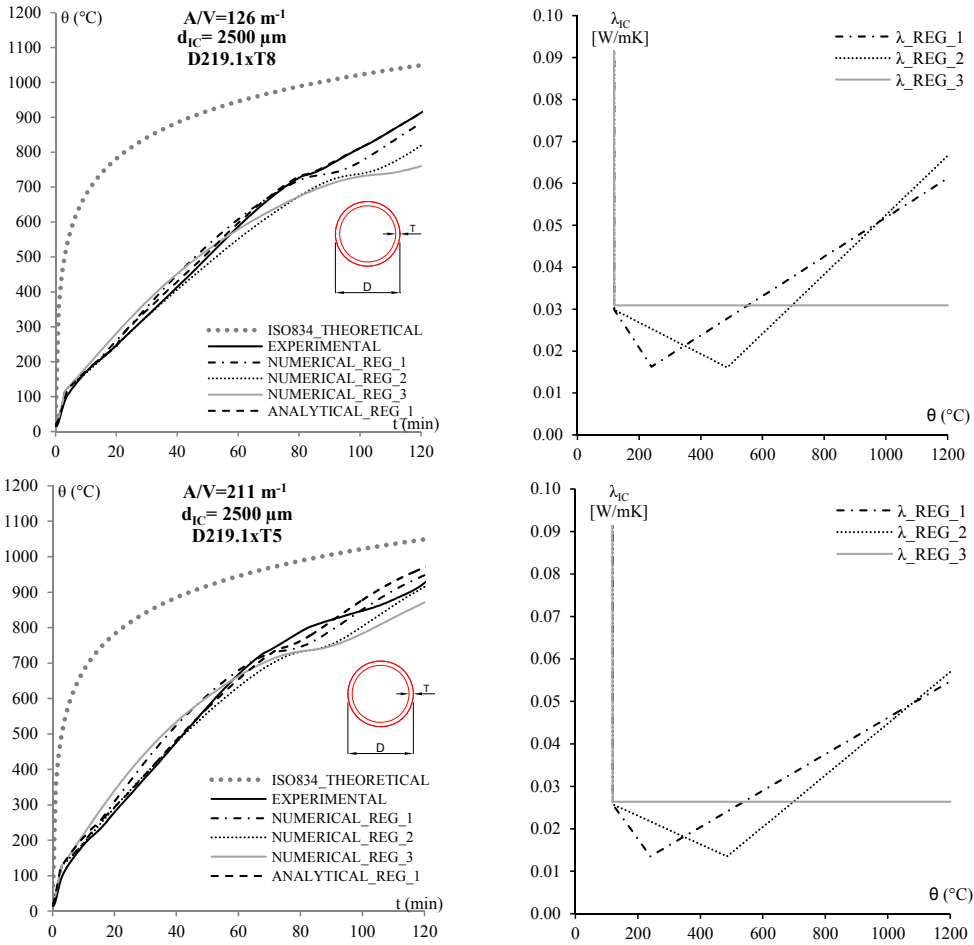 θ (°C)
A/V=126 m⁻¹
d_IC= 2500 µm
D219.1xT8
1200
1100
1000
900
800
700
600
500
400
300
200
100
0
T
D
ISO834_THEORETICAL
EXPERIMENTAL
NUMERICAL_REG_1
NUMERICAL_REG_2
NUMERICAL_REG_3
ANALYTICAL_REG_1
t (min)
0 20 40 60 80 100 120
λ_IC
[W/mK]
λ_REG_1
λ_REG_2
λ_REG_3
0.10
0.09
0.08
0.07
0.06
0.05
0.04
0.03
0.02
0.01
0.00
θ (°C)
0 200 400 600 800 1000 1200
θ (°C)
A/V=211 m⁻¹
d_IC= 2500 µm
D219.1xT5
1200
1100
1000
900
800
700
600
500
400
300
200
100
0
T
D
ISO834_THEORETICAL
EXPERIMENTAL
NUMERICAL_REG_1
NUMERICAL_REG_2
NUMERICAL_REG_3
ANALYTICAL_REG_1
t (min)
0 20 40 60 80 100 120
λ_IC
[W/mK]
λ_REG_1
λ_REG_2
λ_REG_3
0.10
0.09
0.08
0.07
0.06
0.05
0.04
0.03
0.02
0.01
0.00
θ (°C)
0 200 400 600 800 1000 1200